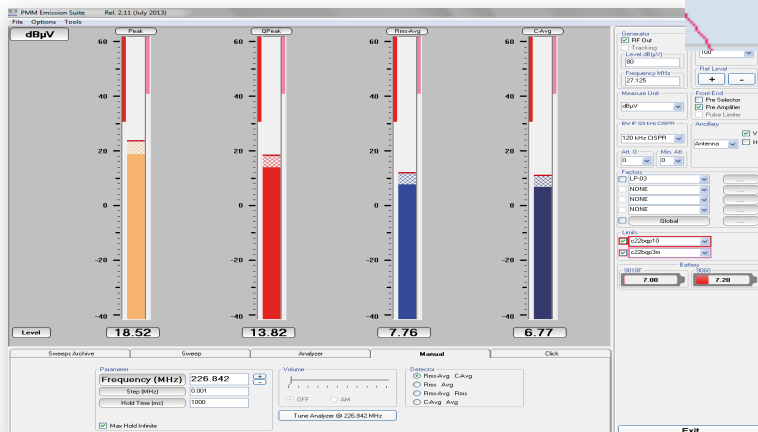 PMM Emission Suite Rel. 2.11 (July 2013)
File Options Tools
dBµV
Peak QPeak Rms-Avg C-Avg
60 60 60 60
40 40 40 40
20 20 20 20
0 0 0 0
-20 -20 -20 -20
-40 -40 -40 -40
Level 18.52 13.82 7.76 6.77
Sweeps Archive Sweep Analyzer Manual Click
Parameter
Frequency (MHz) 226.842 + -
Step (MHz) 0.001
Hold Time (ms) 1000
Max Hold Infinite
Volume
OFF AM
Tune Analyzer @ 226.842 MHz
Detector
Rms-Avg C-Avg
Rms Avg
Rms-Avg Rms
C-Avg Avg
Generator
RF Out
Tracking
Level dB(µV)
80
Frequency MHz
27.125
100
Ref Level
+ -
Measure Unit
dBµV
Front-End
Pre Selector
Pre Amplifier
Pulse Limiter
120 kHz CISPR
Ancillary
Antenna V
H
Att. 0 Min. Att.
0 0
Factors
LP-03 ....
NONE ....
NONE ....
NONE ....
Global ....
Limits
c22bqp10
c22bqp3m
Battery
9010F 9060
7.00 7.20
Exit